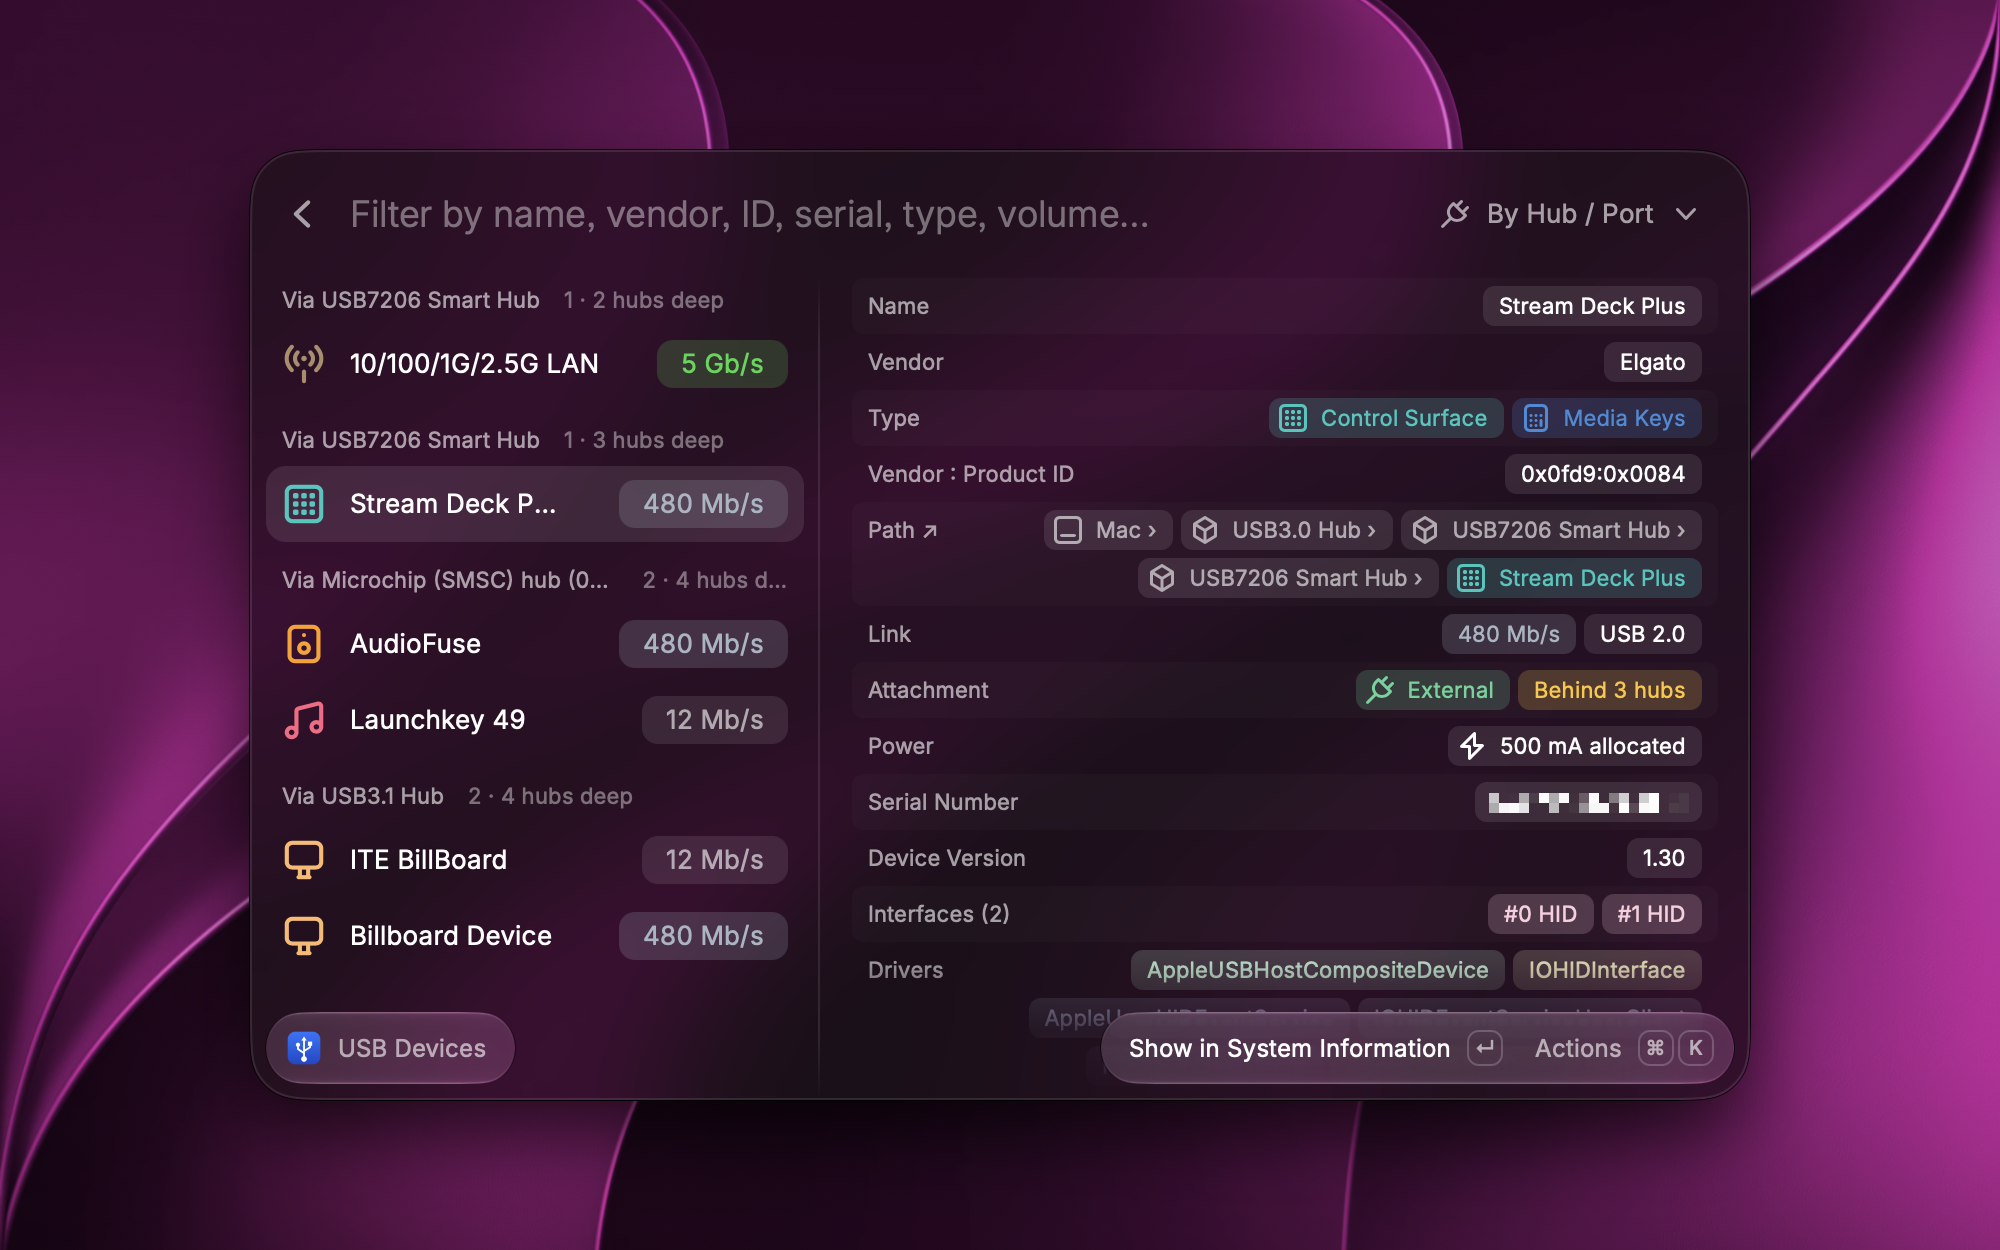 Filter by name, vendor, ID, serial, type, volume...
By Hub / Port
Via USB7206 Smart Hub 1 · 2 hubs deep
10/100/1G/2.5G LAN 5 Gb/s
Via USB7206 Smart Hub 1 · 3 hubs deep
Stream Deck P... 480 Mb/s
Via Microchip (SMSC) hub (0... 2 · 4 hubs d...
AudioFuse 480 Mb/s
Launchkey 49 12 Mb/s
Via USB3.1 Hub 2 · 4 hubs deep
ITE BillBoard 12 Mb/s
Billboard Device 480 Mb/s
USB Devices
Name Stream Deck Plus
Vendor Elgato
Type Control Surface Media Keys
Vendor : Product ID 0x0fd9:0x0084
Path ↗ Mac › USB3.0 Hub › USB7206 Smart Hub ›
USB7206 Smart Hub › Stream Deck Plus
Link 480 Mb/s USB 2.0
Attachment External Behind 3 hubs
Power 500 mA allocated
Serial Number
Device Version 1.30
Interfaces (2) #0 HID #1 HID
Drivers AppleUSBHostCompositeDevice IOHIDInterface
Show in System Information ↵ Actions ⌘ K